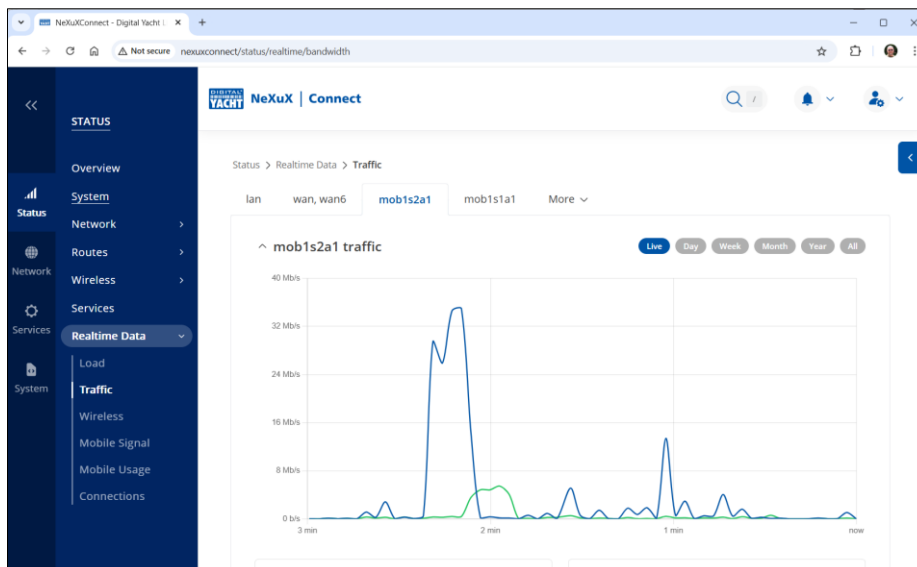 NeXuXConnect - Digital Yacht L
Not secure nexuxconnect/status/realtime/bandwidth
DIGITAL YACHT NeXuX | Connect
/
STATUS
Overview
System
Network
Routes
Wireless
Services
Realtime Data
Load
Traffic
Wireless
Mobile Signal
Mobile Usage
Connections
Status
Network
Services
System
Status > Realtime Data > Traffic
lan wan, wan6 mob1s2a1 mob1s1a1 More
mob1s2a1 traffic
Live Day Week Month Year All
40 Mb/s
32 Mb/s
24 Mb/s
16 Mb/s
8 Mb/s
0 b/s
3 min 2 min 1 min now